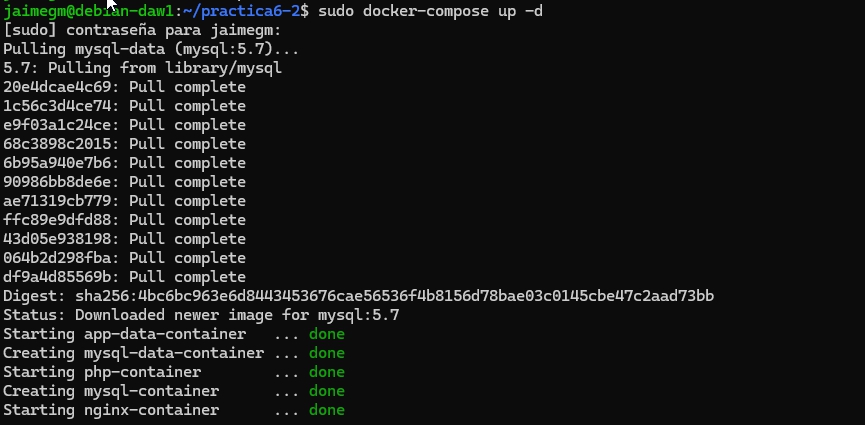 jaimegm@debian-daw1:~/practica6-2$ sudo docker-compose up -d
[sudo] contraseña para jaimegm:
Pulling mysql-data (mysql:5.7)...
5.7: Pulling from library/mysql
20e4dcae4c69: Pull complete
1c56c3d4ce74: Pull complete
e9f03a1c24ce: Pull complete
68c3898c2015: Pull complete
6b95a940e7b6: Pull complete
90986bb8de6e: Pull complete
ae71319cb779: Pull complete
ffc89e9dfd88: Pull complete
43d05e938198: Pull complete
064b2d298fba: Pull complete
df9a4d85569b: Pull complete
Digest: sha256:4bc6bc963e6d8443453676cae56536f4b8156d78bae03c0145cbe47c2aad73bb
Status: Downloaded newer image for mysql:5.7
Starting app-data-container   ... done
Creating mysql-data-container ... done
Starting php-container        ... done
Creating mysql-container      ... done
Starting nginx-container      ... done